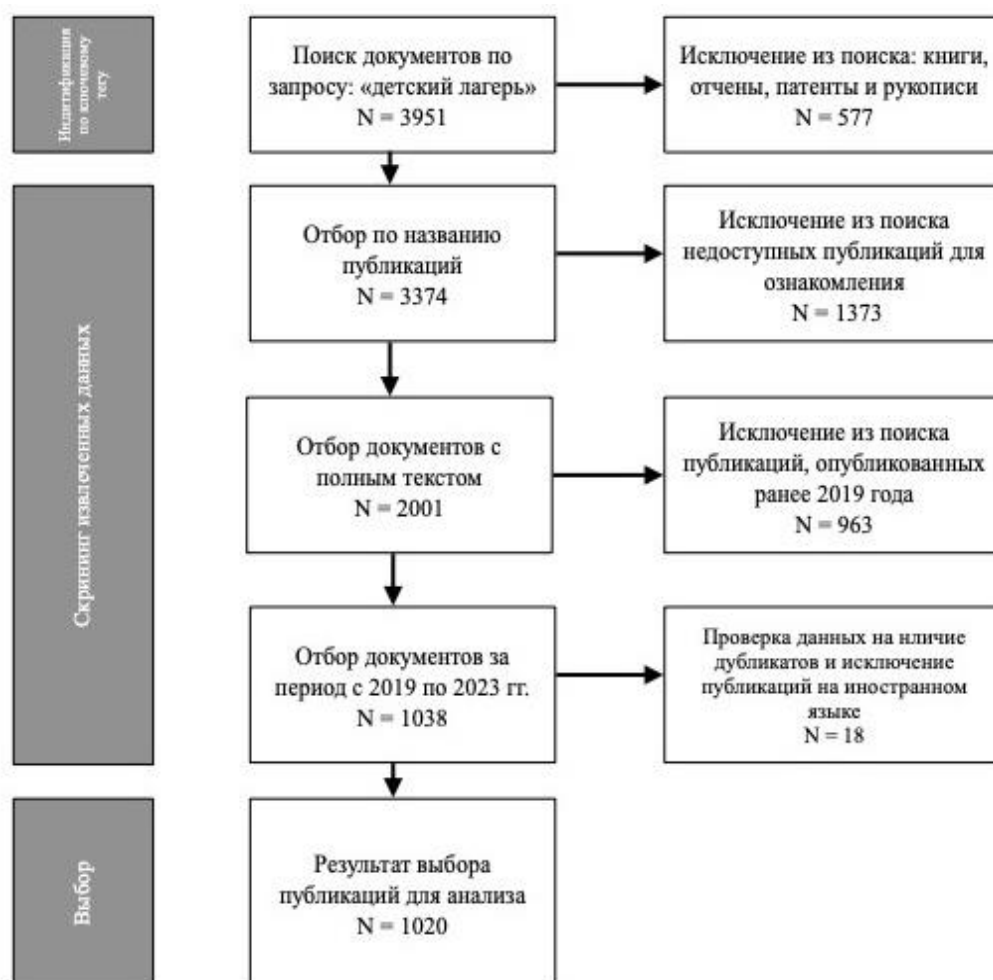 Индитификация
по ключевому
тегу
Поиск документов по
запросу: «детский лагерь»
N = 3951
Исключение из поиска: книги,
отчены, патенты и рукописи
N = 577
Скрининг извлеченных данных
Отбор по названию
публикаций
N = 3374
Исключение из поиска
недоступных публикаций для
ознакомления
N = 1373
Отбор документов с
полным текстом
N = 2001
Исключение из поиска
публикаций, опубликованных
ранее 2019 года
N = 963
Отбор документов за
период с 2019 по 2023 гг.
N = 1038
Проверка данных на нличие
дубликатов и исключение
публикаций на иностранном
языке
N = 18
Выбор
Результат выбора
публикаций для анализа
N = 1020